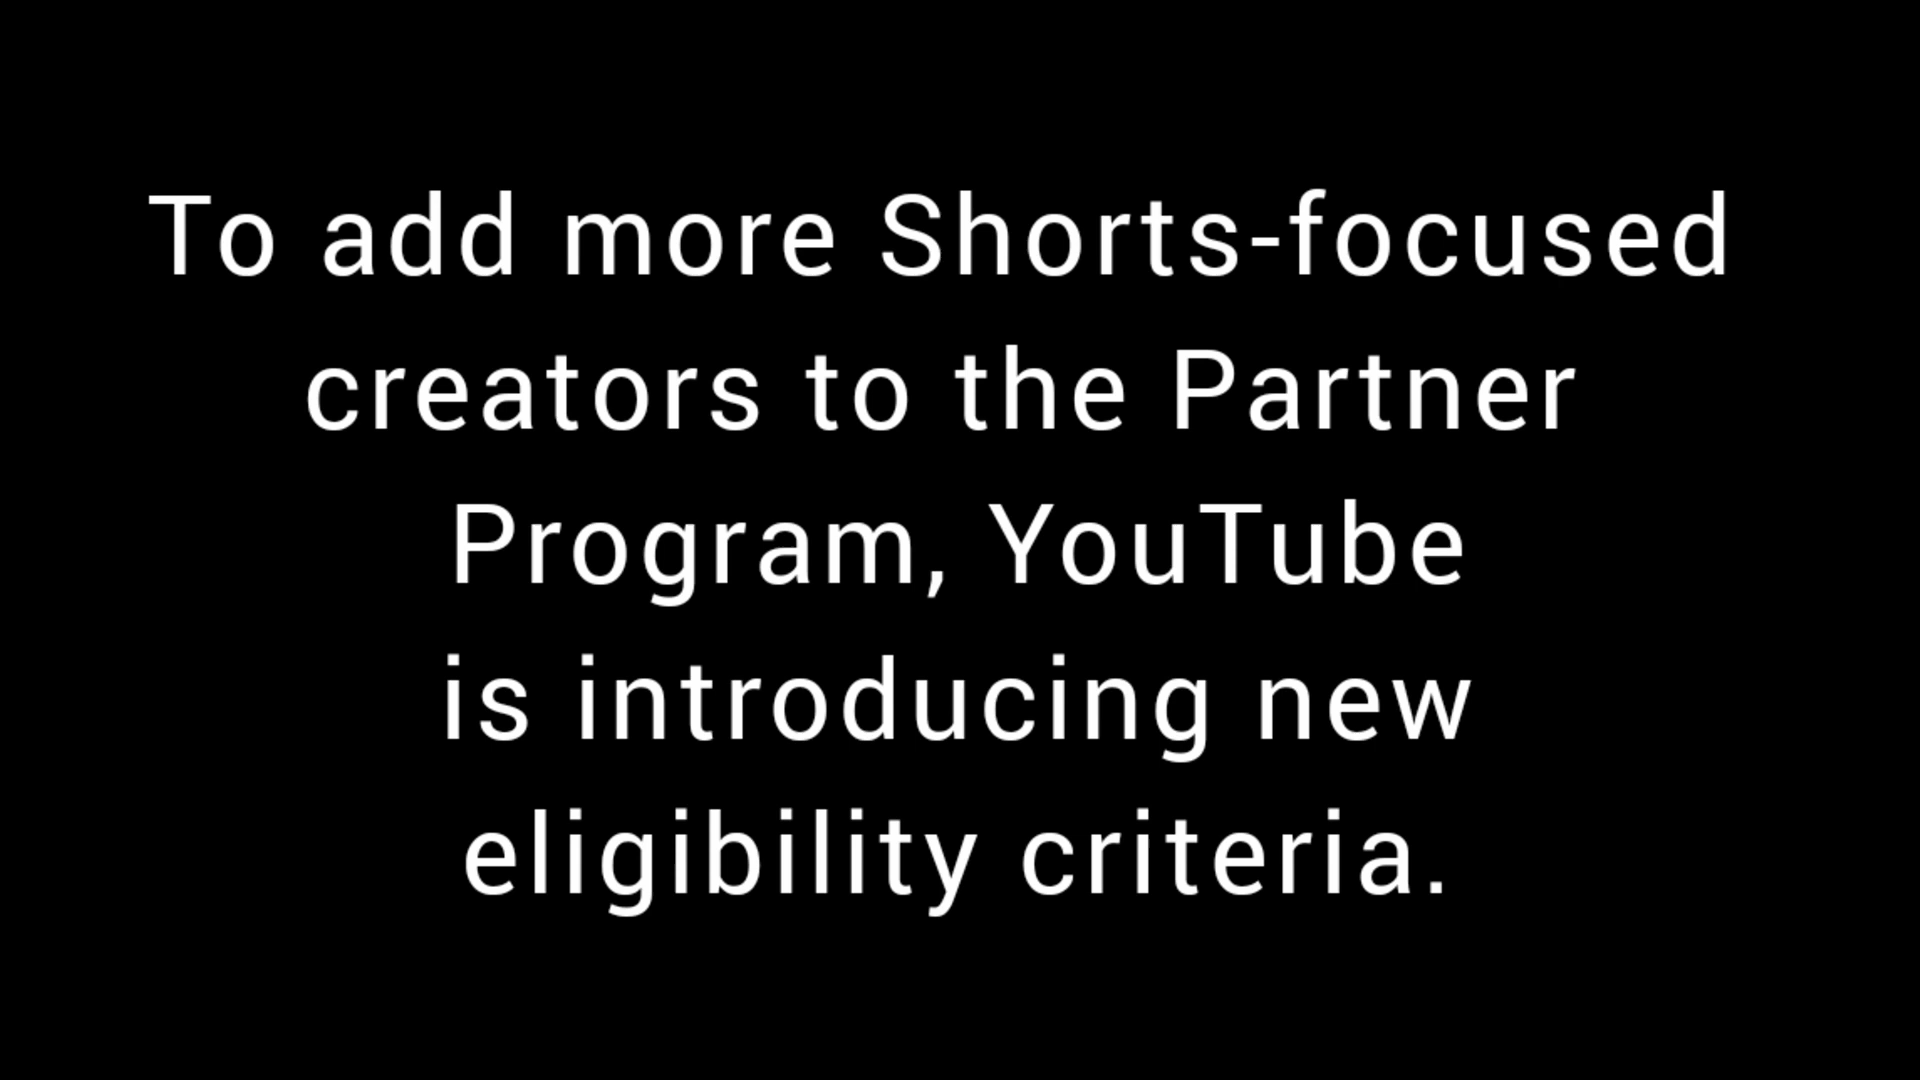 To add more Shorts-focused
creators to the Partner
Program, YouTube
is introducing new
eligibility criteria.